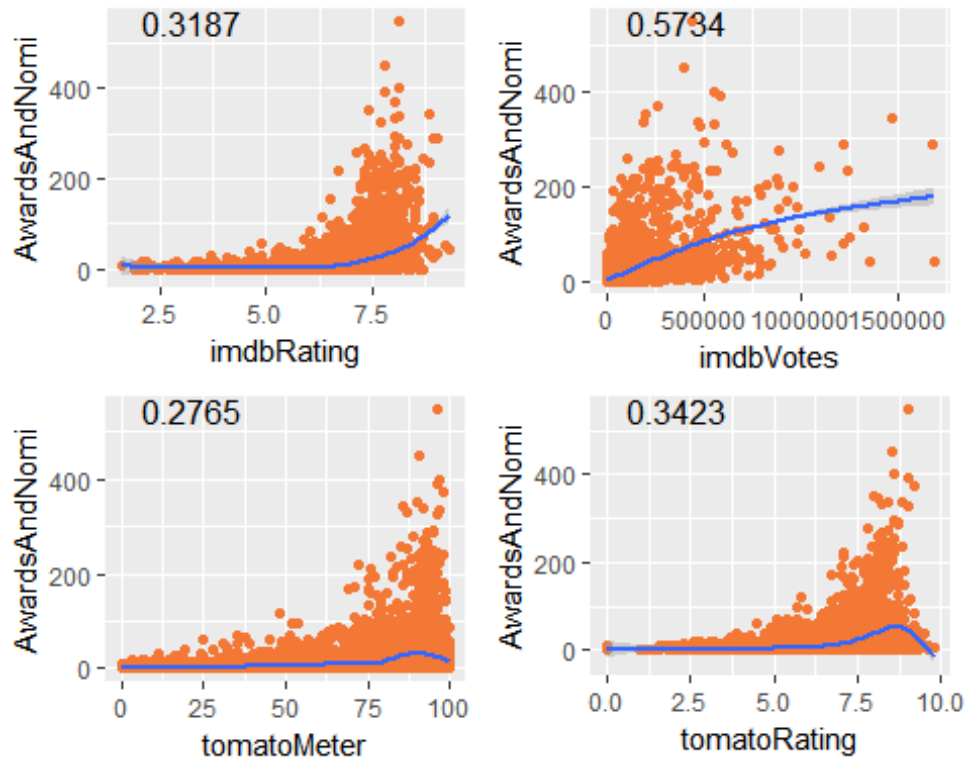 0.3187
AwardsAndNomi
400
200
0
2.5 5.0 7.5
imdbRating
0.5734
AwardsAndNomi
400
200
0
0 500000 1000000 1500000
imdbVotes
0.2765
AwardsAndNomi
400
200
0
0 25 50 75 100
tomatoMeter
0.3423
AwardsAndNomi
400
200
0
0.0 2.5 5.0 7.5 10.0
tomatoRating